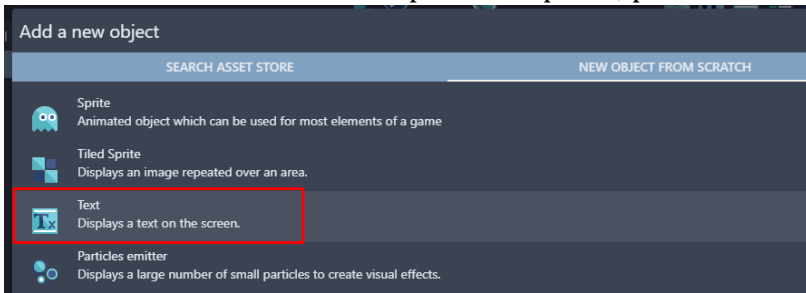 Add a new object
SEARCH ASSET STORE
NEW OBJECT FROM SCRATCH
Sprite
Animated object which can be used for most elements of a game
Tiled Sprite
Displays an image repeated over an area.
Text
Displays a text on the screen.
Particles emitter
Displays a large number of small particles to create visual effects.